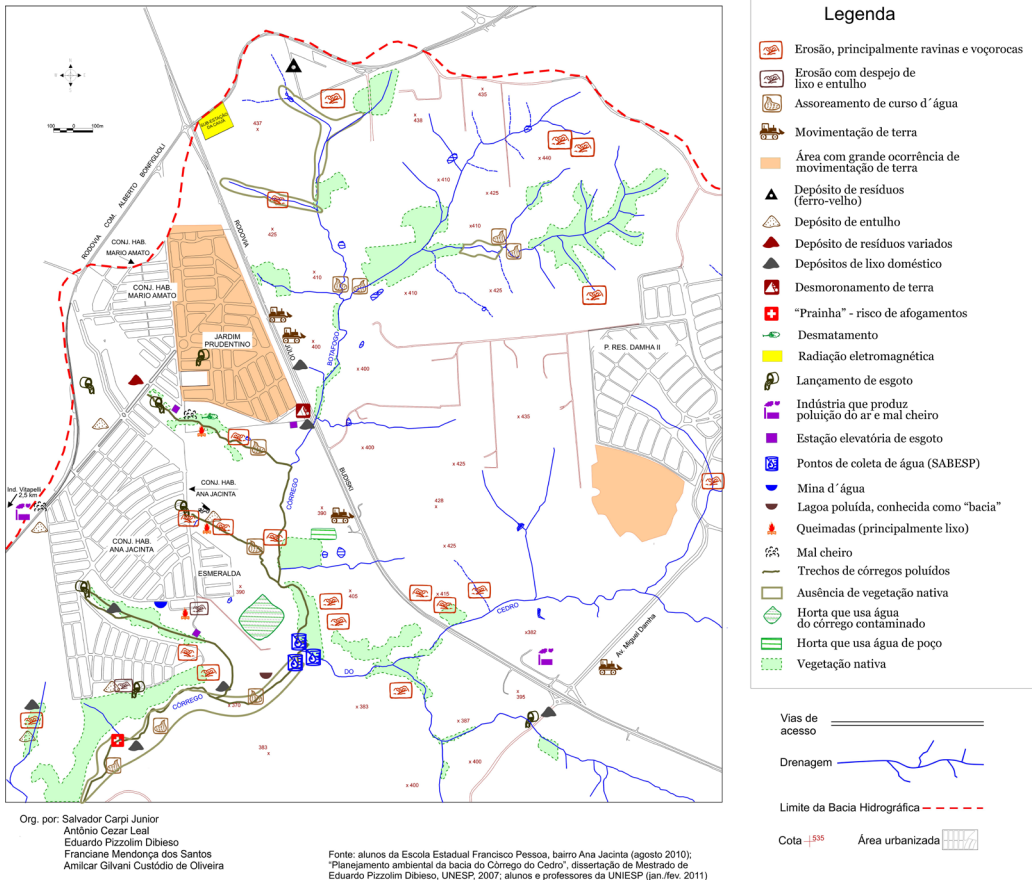 100 0 100m
SUB-ESTAÇÃO
DA CAIUÁ
RODOVIA COM. ALBERTO BONFIGLIOLI
RODOVIA JÚLIO BUDISKI
CONJ. HAB.
MARIO AMATO
CONJ. HAB.
MARIO AMATO
JARDIM
PRUDENTINO
P. RES. DAMHA II
Ind. Vitapelli
2,5 km
CONJ. HAB.
ANA JACINTA
CONJ. HAB.
ANA JACINTA
ESMERALDA
CÓRREGO BOTAFOGO
CÓRREGO DO CEDRO
Av. Miguel Damha
437
x
x
435
x
438
x 440
x 410
x 425
x410
x
425
x
410
x 410
x
425
x
400
x 400
x
435
x 400
x
425
x
390
428
x
x
425
x
390
x
405
x 415
x382
x
395
x 370
x
383
x 387
383
x
x
400
x 400
Legenda
Erosão, principalmente ravinas e voçorocas
Erosão com despejo de
lixo e entulho
Assoreamento de curso d´água
Movimentação de terra
Área com grande ocorrência de
movimentação de terra
Depósito de resíduos
(ferro-velho)
Depósito de entulho
Depósito de resíduos variados
Depósitos de lixo doméstico
Desmoronamento de terra
“Prainha” - risco de afogamentos
Desmatamento
Radiação eletromagnética
Lançamento de esgoto
Indústria que produz
poluição do ar e mal cheiro
Estação elevatória de esgoto
Pontos de coleta de água (SABESP)
Mina d´água
Lagoa poluída, conhecida como “bacia”
Queimadas (principalmente lixo)
Mal cheiro
Trechos de córregos poluídos
Ausência de vegetação nativa
Horta que usa água
do córrego contaminado
Horta que usa água de poço
Vegetação nativa
Vias de
acesso
Drenagem
Limite da Bacia Hidrográfica
Cota 535
Área urbanizada
Org. por: Salvador Carpi Junior
Antônio Cezar Leal
Eduardo Pizzolim Dibieso
Franciane Mendonça dos Santos
Amilcar Gilvani Custódio de Oliveira
Fonte: alunos da Escola Estadual Francisco Pessoa, bairro Ana Jacinta (agosto 2010);
“Planejamento ambiental da bacia do Córrego do Cedro”, dissertação de Mestrado de
Eduardo Pizzolim Dibieso, UNESP, 2007; alunos e professores da UNIESP (jan./fev. 2011)